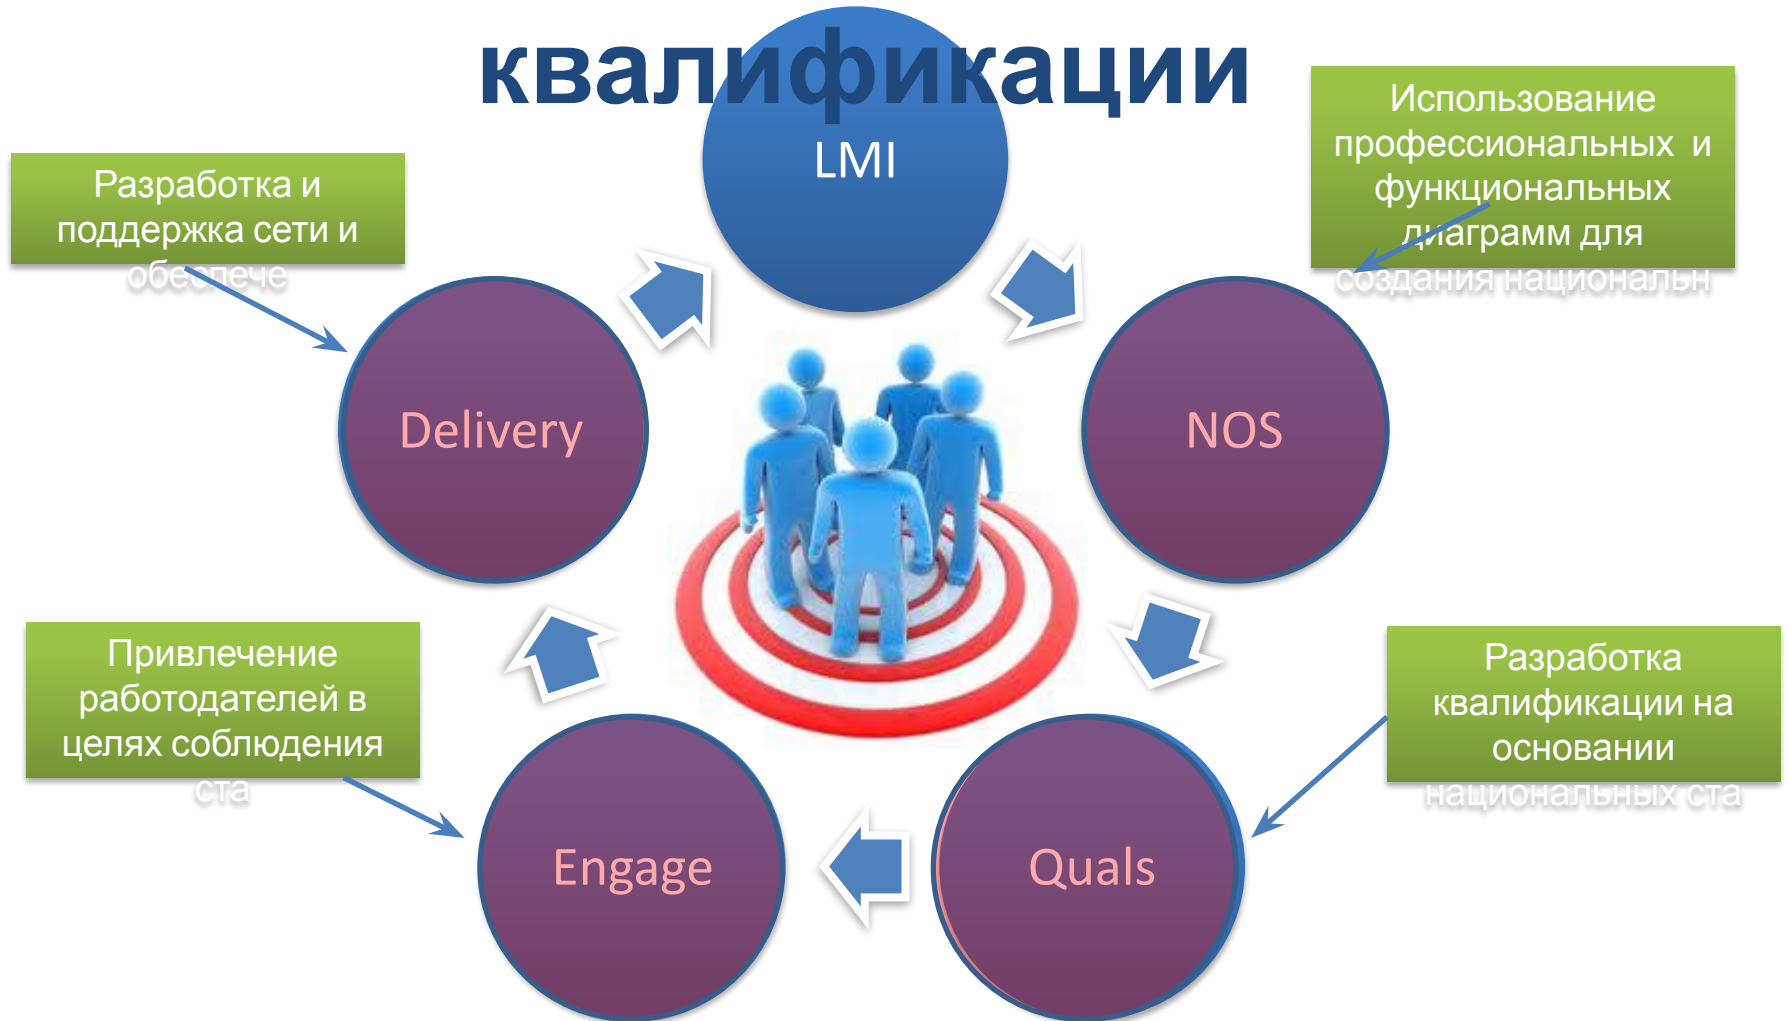 квалификации
LMI
Использование
профессиональных и
функциональных
диаграмм для
создания национальн
Разработка и
поддержка сети и
обеспече
Delivery
NOS
Привлечение
работодателей в
целях соблюдения
ста
Разработка
квалификации на
основании
национальных ста
Engage
Quals